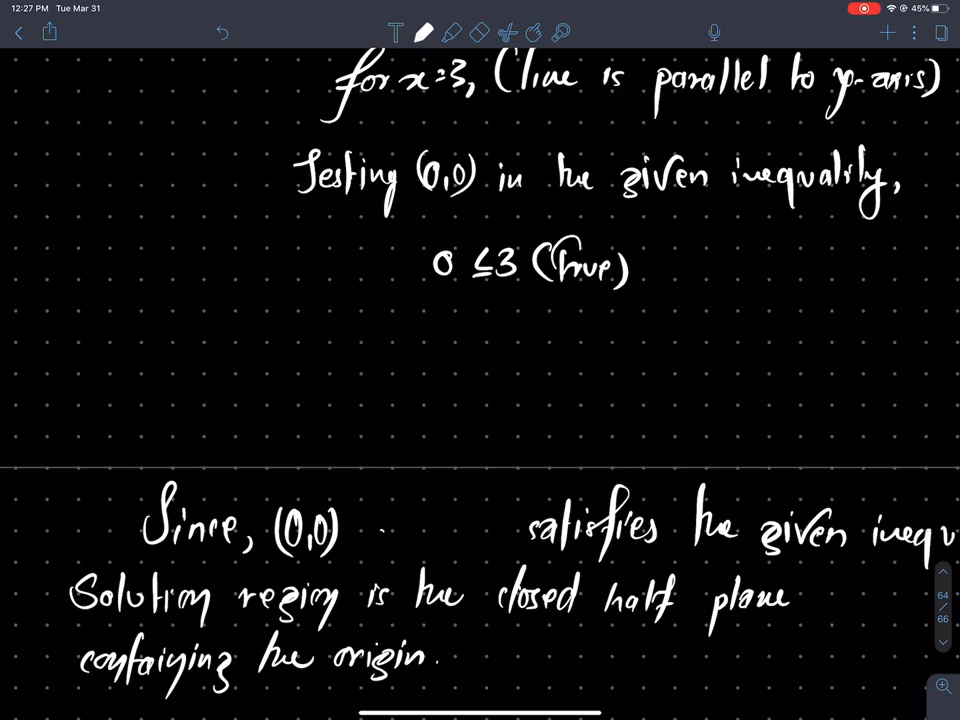 12:27 PM Tue Mar 31
45%
for x=3, (line is parallel to y-axis)
Testing (0,0) in the given inequality,
0 ≤ 3 (True)
Since, (0,0) satisfies the given inequ
Solution region is the closed half plane
containing the origin.
64
/
66